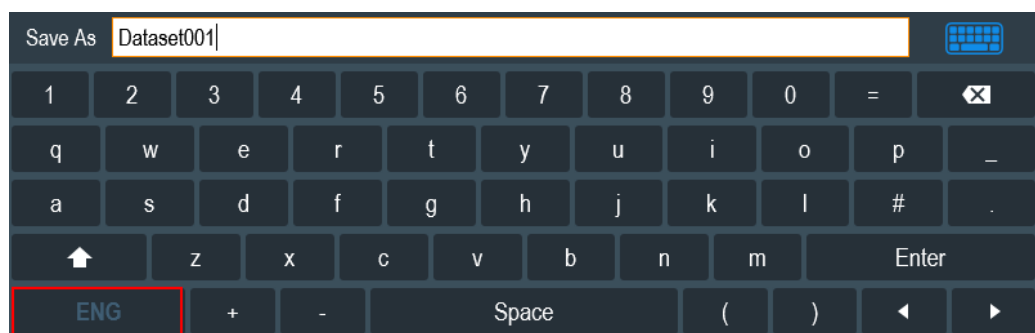 Save As Dataset001
1 2 3 4 5 6 7 8 9 0 =
q w e r t y u i o p _
a s d f g h j k l # .
z x c v b n m Enter
ENG + - Space ( )